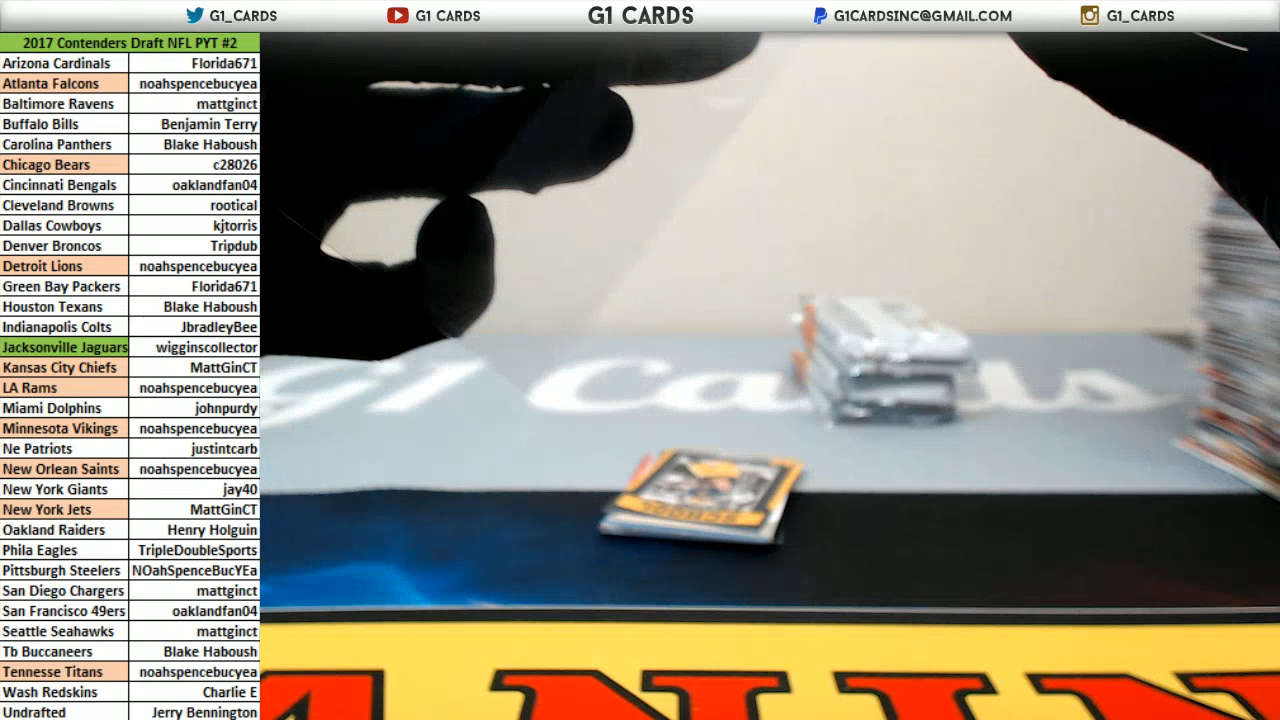 G1_CARDS G1 CARDS G1 CARDS G1CARDSINC@GMAIL.COM G1_CARDS
2017 Contenders Draft NFL PYT #2
Arizona Cardinals Florida671
Atlanta Falcons noahspencebucyea
Baltimore Ravens mattginct
Buffalo Bills Benjamin Terry
Carolina Panthers Blake Haboush
Chicago Bears c28026
Cincinnati Bengals oaklandfan04
Cleveland Browns rootical
Dallas Cowboys kjtorris
Denver Broncos Tripdub
Detroit Lions noahspencebucyea
Green Bay Packers Florida671
Houston Texans Blake Haboush
Indianapolis Colts JbradleyBee
Jacksonville Jaguars wigginscollector
Kansas City Chiefs MattGinCT
LA Rams noahspencebucyea
Miami Dolphins johnpurdy
Minnesota Vikings noahspencebucyea
Ne Patriots justintcarb
New Orlean Saints noahspencebucyea
New York Giants jay40
New York Jets MattGinCT
Oakland Raiders Henry Holguin
Phila Eagles TripleDoubleSports
Pittsburgh Steelers NOahSpenceBucYEa
San Diego Chargers mattginct
San Francisco 49ers oaklandfan04
Seattle Seahawks mattginct
Tb Buccaneers Blake Haboush
Tennesse Titans noahspencebucyea
Wash Redskins Charlie E
Undrafted Jerry Bennington
G1 Cards
ANINI